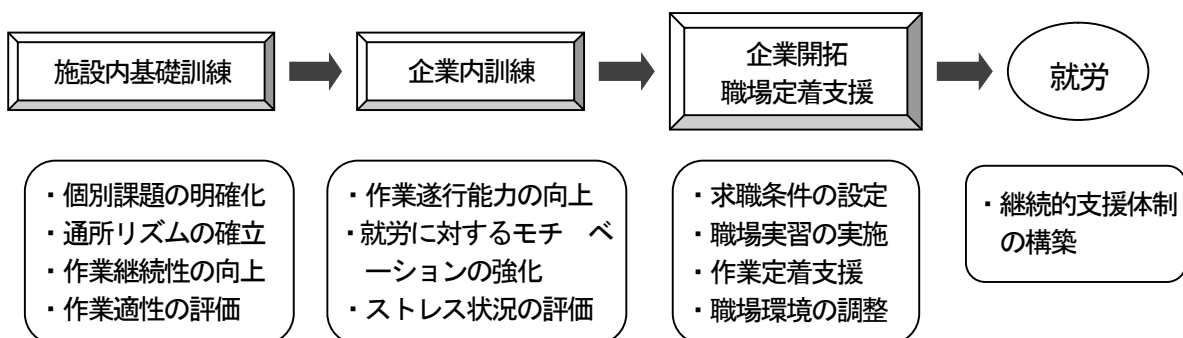 施設内基礎訓練
企業内訓練
企業開拓
職場定着支援
就労
・個別課題の明確化
・通所リズムの確立
・作業継続性の向上
・作業適性の評価
・作業遂行能力の向上
・就労に対するモチ ベ
ーションの強化
・ストレス状況の評価
・求職条件の設定
・職場実習の実施
・作業定着支援
・職場環境の調整
・継続的支援体制
の構築